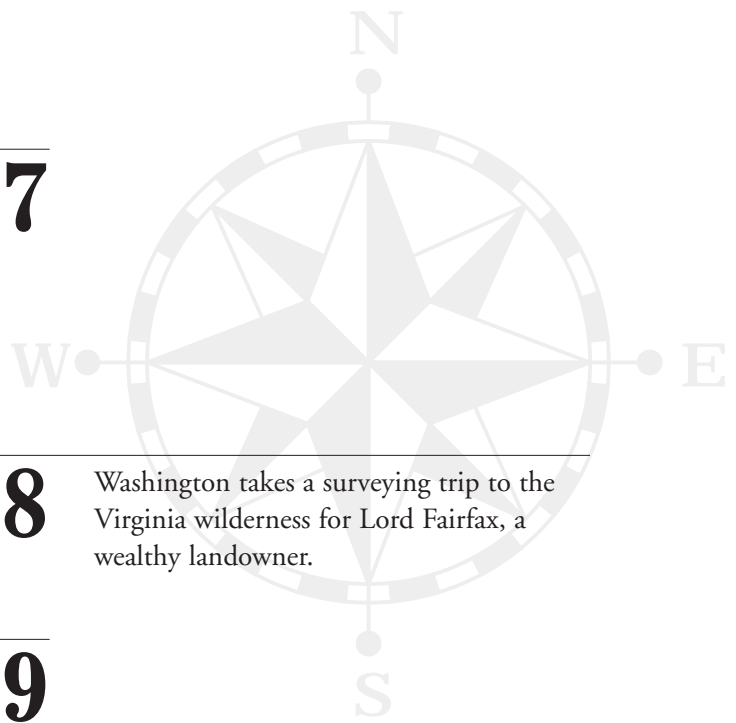 N
7
W
E
8
Washington takes a surveying trip to the
Virginia wilderness for Lord Fairfax, a
wealthy landowner.
9
S